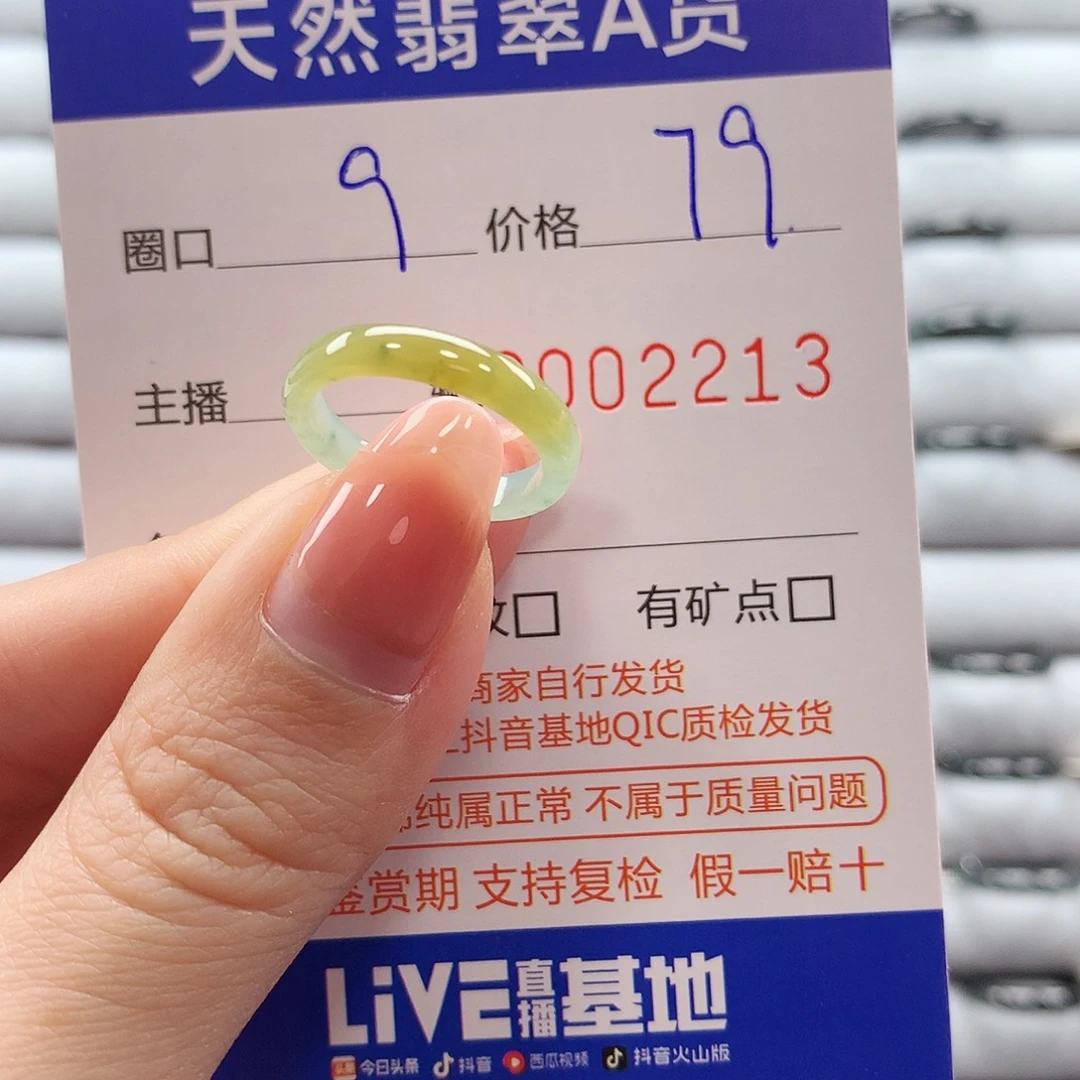 天然翡翠A货
圈口 9 价格 79
主播 002213
有矿点
商家自行发货
抖音基地QIC质检发货
纯属正常 不属于质量问题
鉴赏期 支持复检 假一赔十
LiVE直播基地
头条 今日头条 抖音 西瓜视频 抖音火山版